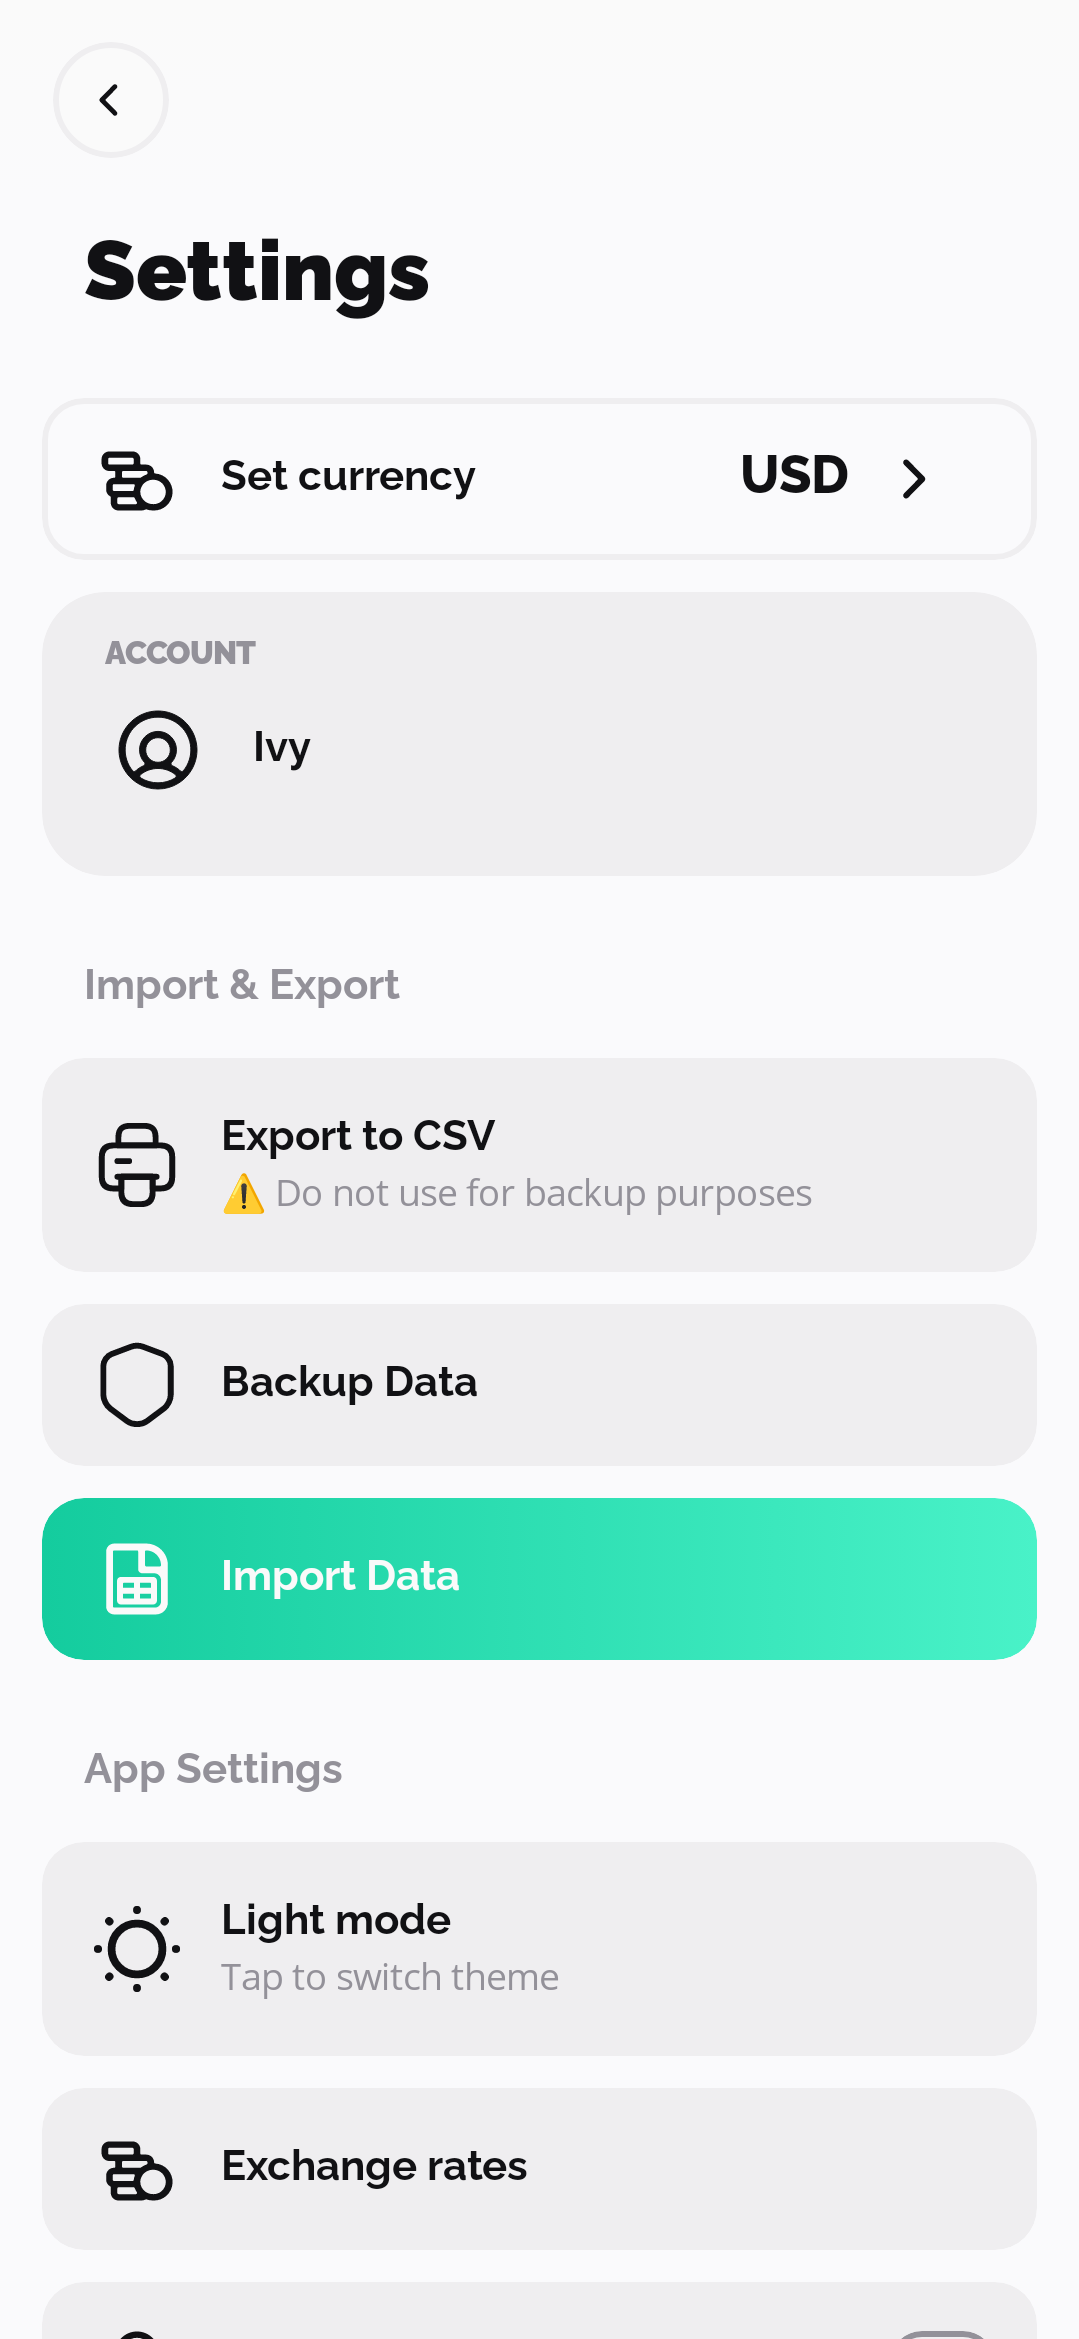 Settings
Set currency
USD
ACCOUNT
Ivy
Import & Export
Export to CSV
⚠️ Do not use for backup purposes
Backup Data
Import Data
App Settings
Light mode
Tap to switch theme
Exchange rates